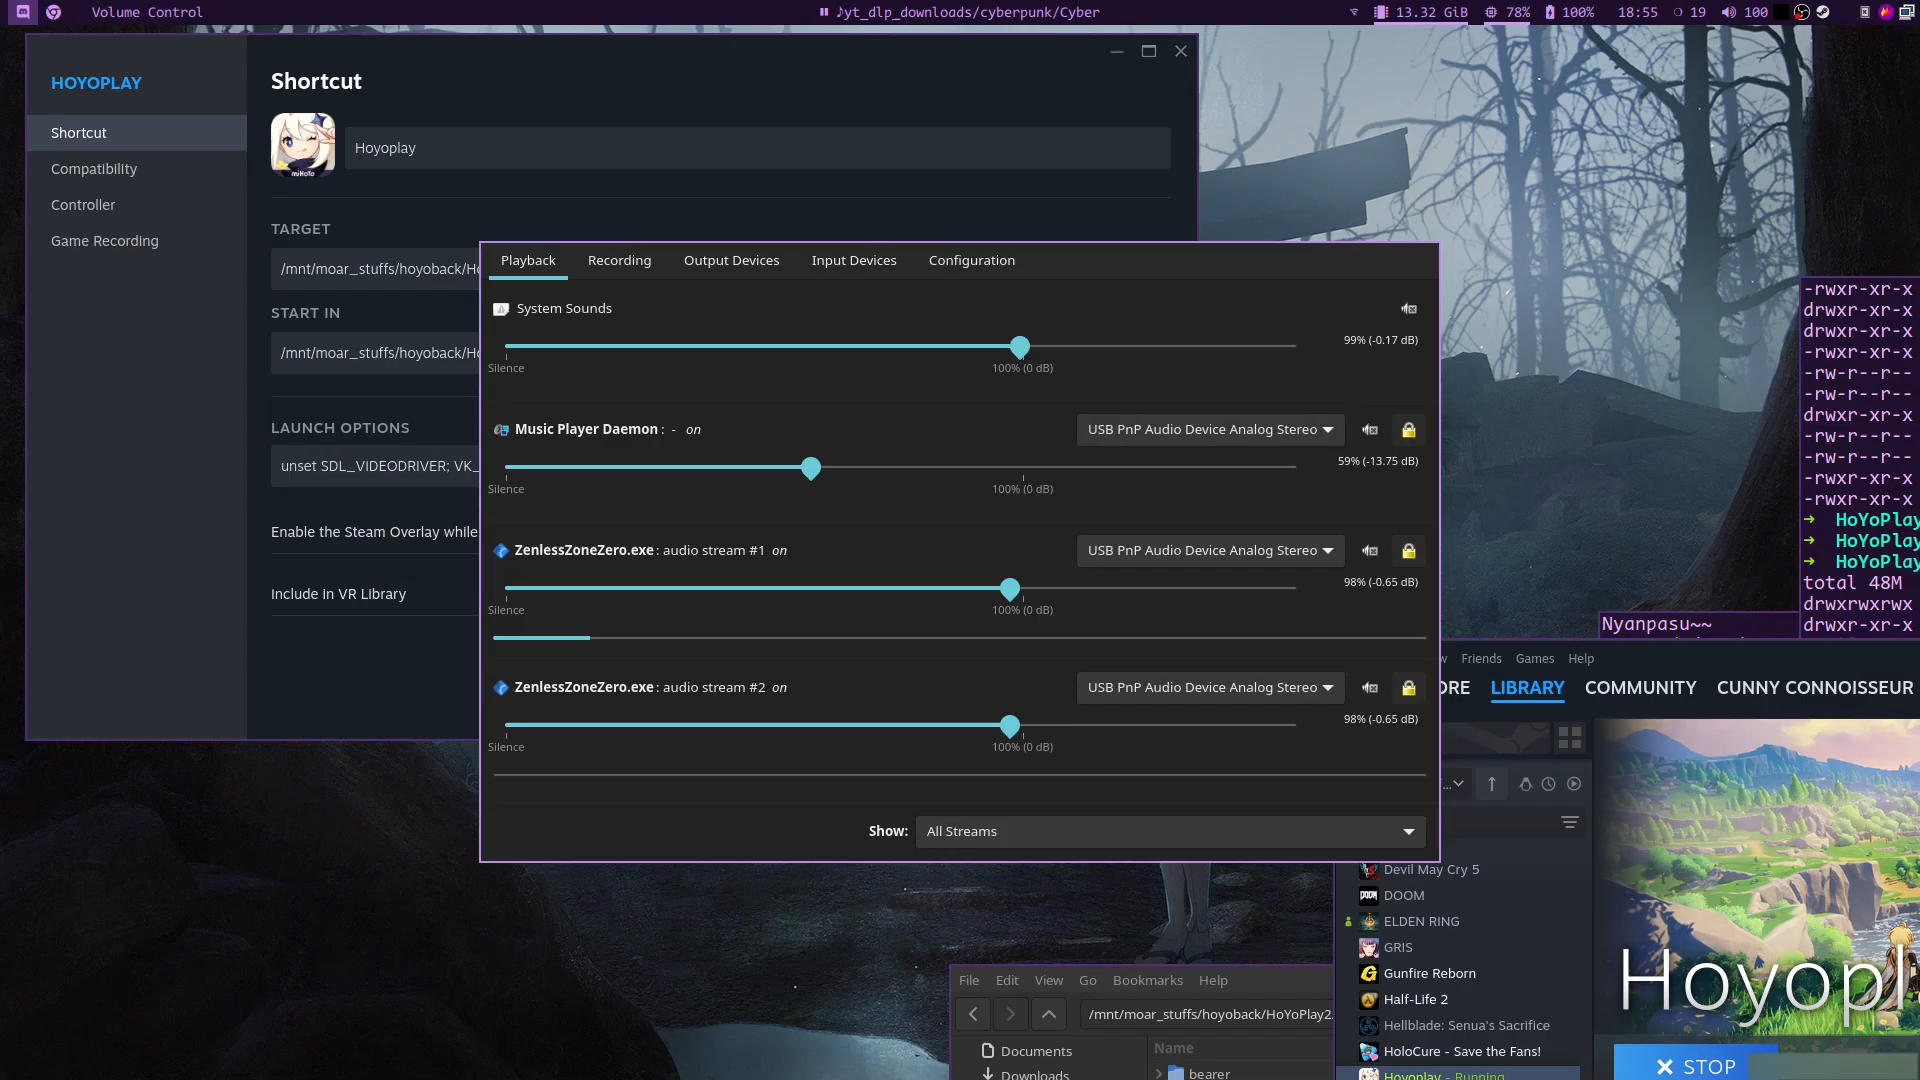 Volume Control
♪yt_dlp_downloads/cyberpunk/Cyber
13.32 GiB 78% 100% 18:55 19 100
HOYOPLAY
Shortcut
Compatibility
Controller
Game Recording
Shortcut
miHoYo
Hoyoplay
TARGET
/mnt/moar_stuffs/hoyoback/Ho
START IN
/mnt/moar_stuffs/hoyoback/Ho
LAUNCH OPTIONS
unset SDL_VIDEODRIVER; VK_
Enable the Steam Overlay while
Include in VR Library
Playback Recording Output Devices Input Devices Configuration
System Sounds
99% (-0.17 dB)
Silence 100% (0 dB)
Music Player Daemon : - on USB PnP Audio Device Analog Stereo
59% (-13.75 dB)
Silence 100% (0 dB)
ZenlessZoneZero.exe : audio stream #1 on USB PnP Audio Device Analog Stereo
98% (-0.65 dB)
Silence 100% (0 dB)
ZenlessZoneZero.exe : audio stream #2 on USB PnP Audio Device Analog Stereo
98% (-0.65 dB)
Silence 100% (0 dB)
Show: All Streams
-rwxr-xr-x
drwxr-xr-x
drwxr-xr-x
-rwxr-xr-x
-rw-r--r--
-rw-r--r--
drwxr-xr-x
-rw-r--r--
-rw-r--r--
-rwxr-xr-x
-rwxr-xr-x
➜ HoYoPlay
➜ HoYoPlay
➜ HoYoPlay
total 48M
drwxrwxrwx
drwxr-xr-x
Nyanpasu~~
w Friends Games Help
ORE LIBRARY COMMUNITY CUNNY CONNOISSEUR
...
Devil May Cry 5
DOOM
ELDEN RING
GRIS
Gunfire Reborn
Half-Life 2
Hellblade: Senua's Sacrifice
HoloCure - Save the Fans!
Hoyoplay - Running
Hoyopl
STOP
File Edit View Go Bookmarks Help
/mnt/moar_stuffs/hoyoback/HoYoPlay2
Documents
Downloads
Name
bearer